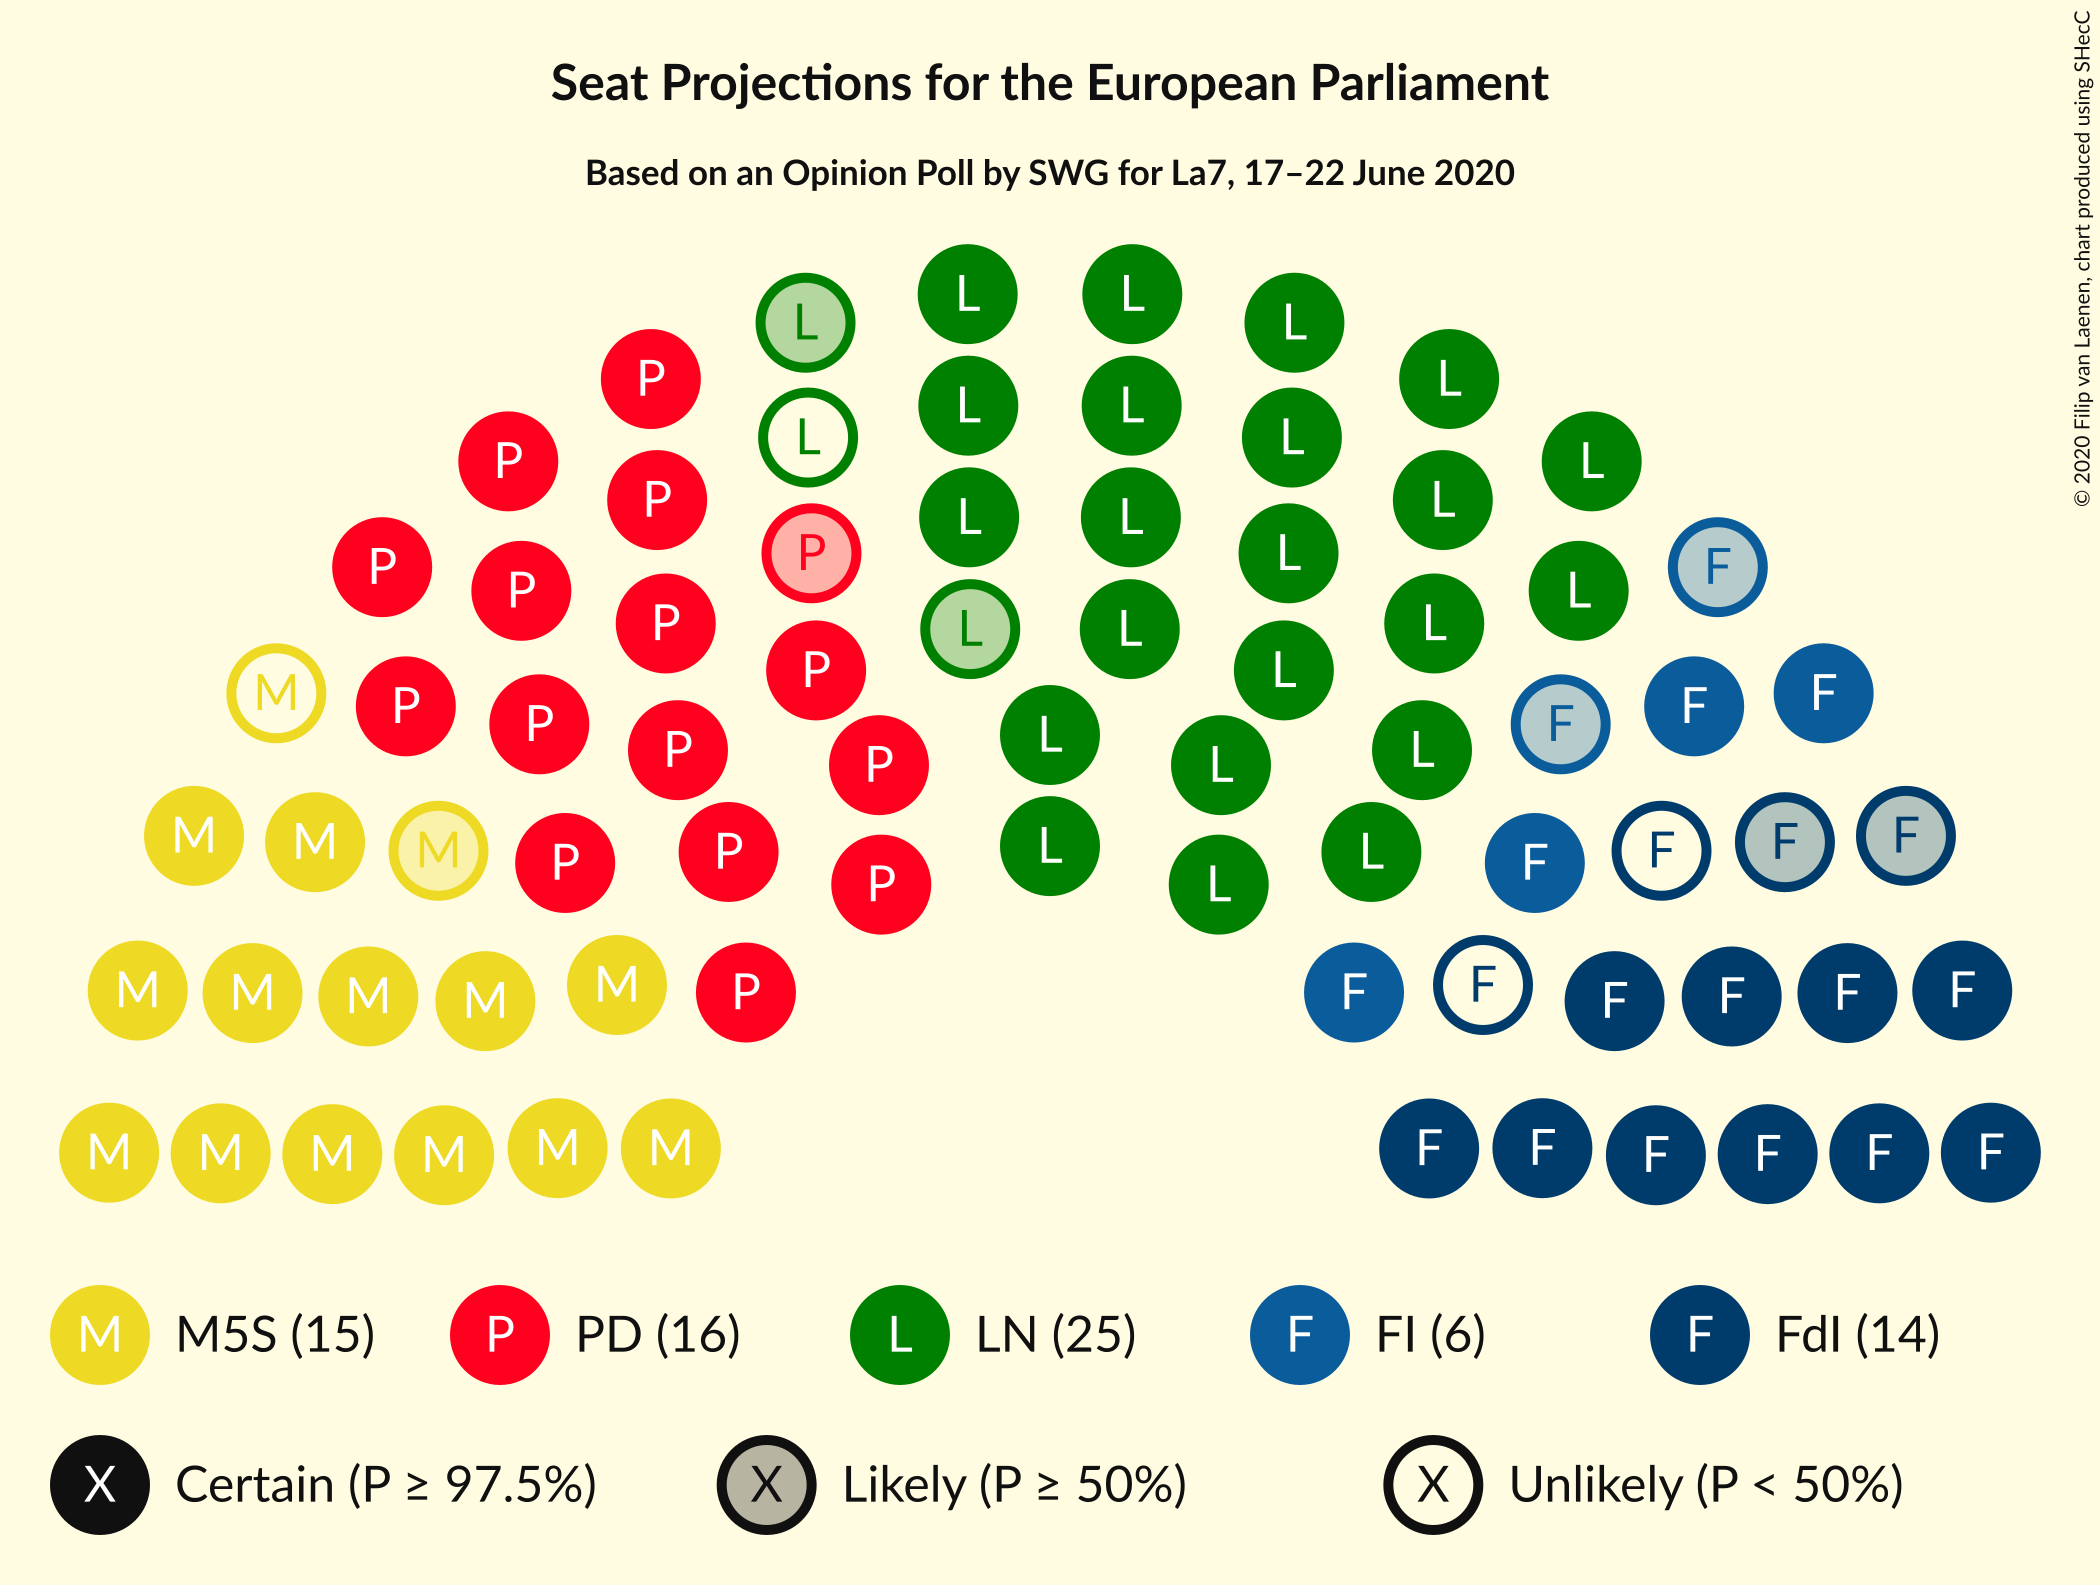 Seat Projections for the European Parliament
Based on an Opinion Poll by SWG for La7, 17–22 June 2020
© 2020 Filip van Laenen, chart produced using SHecC
L L
L L
P L
L L
L L
P L
P P L L
L L
P L
P F
P L
P L
P L
L L
P L
M F
P F
P F
P L
L
P L
M F
M F
L
M F
P F
P L
P L
M F
M F
M F
M F
M F
P F
M F
M F
M F
M F
M F
M F
M M5S (15) P PD (16) L LN (25) F FI (6) F FdI (14)
X Certain (P ≥ 97.5%) X Likely (P ≥ 50%) X Unlikely (P < 50%)